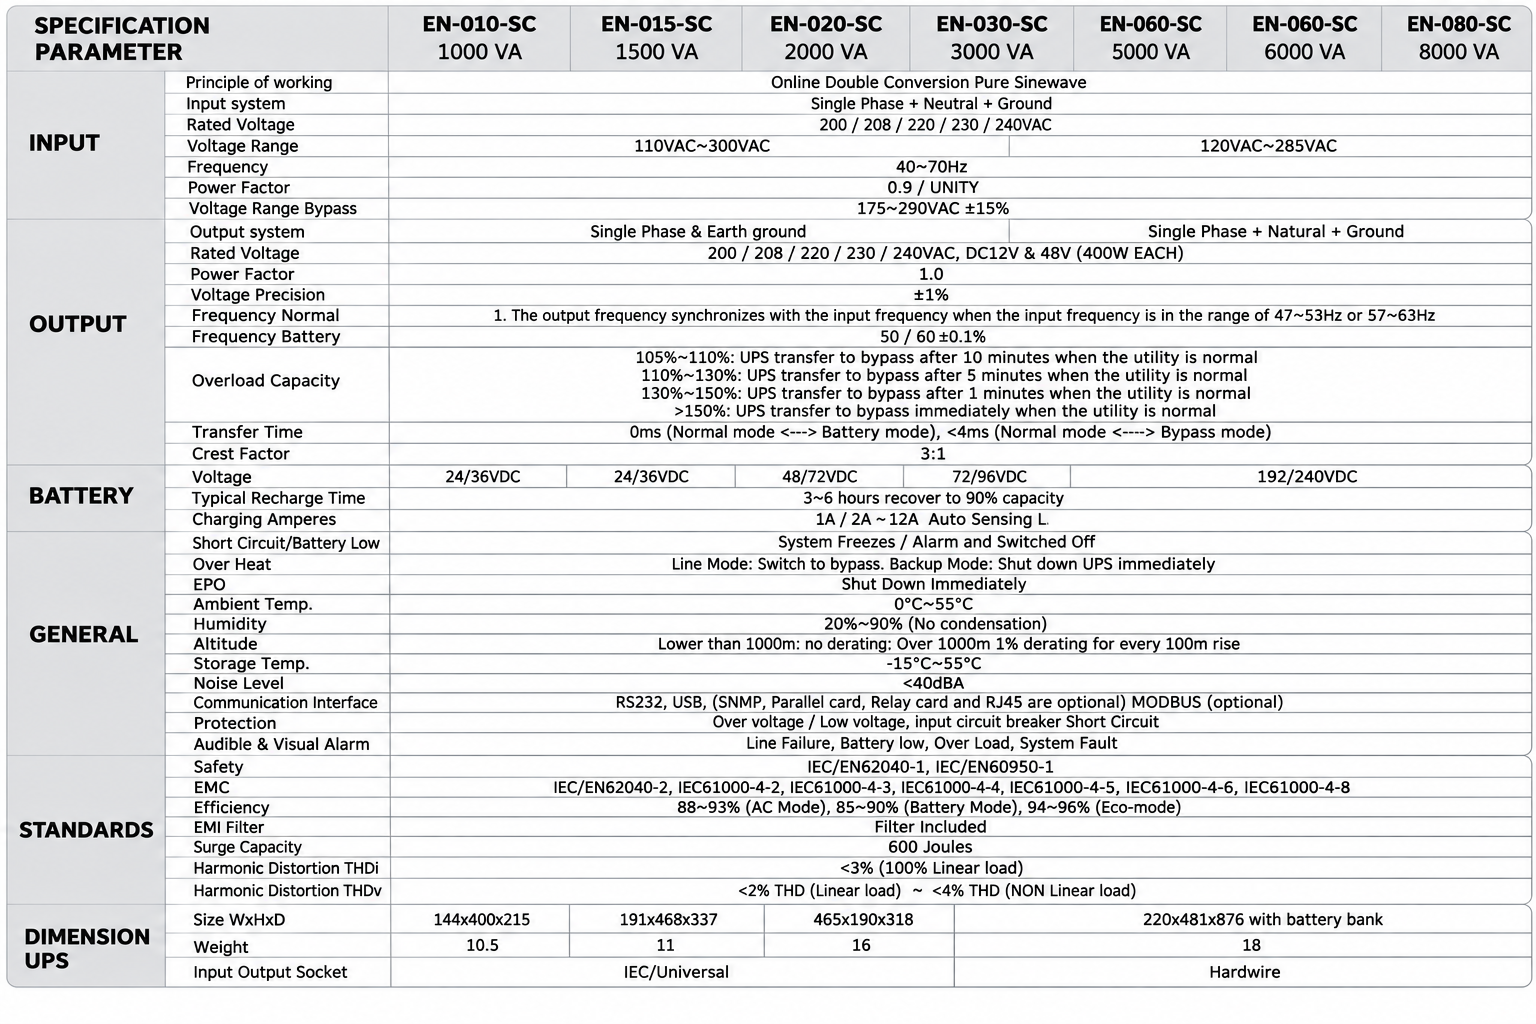 SPECIFICATION PARAMETER EN-010-SC 1000 VA EN-015-SC 1500 VA EN-020-SC 2000 VA EN-030-SC 3000 VA EN-060-SC 5000 VA EN-060-SC 6000 VA EN-080-SC 8000 VA
INPUT
Principle of working Online Double Conversion Pure Sinewave
Input system Single Phase + Neutral + Ground
Rated Voltage 200 / 208 / 220 / 230 / 240VAC
Voltage Range 110VAC~300VAC 120VAC~285VAC
Frequency 40~70Hz
Power Factor 0.9 / UNITY
Voltage Range Bypass 175~290VAC ±15%
OUTPUT
Output system Single Phase & Earth ground Single Phase + Natural + Ground
Rated Voltage 200 / 208 / 220 / 230 / 240VAC, DC12V & 48V (400W EACH)
Power Factor 1.0
Voltage Precision ±1%
Frequency Normal 1. The output frequency synchronizes with the input frequency when the input frequency is in the range of 47~53Hz or 57~63Hz
Frequency Battery 50 / 60 ±0.1%
Overload Capacity 105%~110%: UPS transfer to bypass after 10 minutes when the utility is normal
110%~130%: UPS transfer to bypass after 5 minutes when the utility is normal
130%~150%: UPS transfer to bypass after 1 minutes when the utility is normal
>150%: UPS transfer to bypass immediately when the utility is normal
Transfer Time 0ms (Normal mode <---> Battery mode), <4ms (Normal mode <----> Bypass mode)
Crest Factor 3:1
BATTERY
Voltage 24/36VDC 24/36VDC 48/72VDC 72/96VDC 192/240VDC
Typical Recharge Time 3~6 hours recover to 90% capacity
Charging Amperes 1A / 2A ~ 12A Auto Sensing L.
GENERAL
Short Circuit/Battery Low System Freezes / Alarm and Switched Off
Over Heat Line Mode: Switch to bypass. Backup Mode: Shut down UPS immediately
EPO Shut Down Immediately
Ambient Temp. 0°C~55°C
Humidity 20%~90% (No condensation)
Altitude Lower than 1000m: no derating; Over 1000m 1% derating for every 100m rise
Storage Temp. -15°C~55°C
Noise Level <40dBA
Communication Interface RS232, USB, (SNMP, Parallel card, Relay card and RJ45 are optional) MODBUS (optional)
Protection Over voltage / Low voltage, input circuit breaker Short Circuit
Audible & Visual Alarm Line Failure, Battery low, Over Load, System Fault
STANDARDS
Safety IEC/EN62040-1, IEC/EN60950-1
EMC IEC/EN62040-2, IEC61000-4-2, IEC61000-4-3, IEC61000-4-4, IEC61000-4-5, IEC61000-4-6, IEC61000-4-8
Efficiency 88~93% (AC Mode), 85~90% (Battery Mode), 94~96% (Eco-mode)
EMI Filter Filter Included
Surge Capacity 600 Joules
Harmonic Distortion THDi <3% (100% Linear load)
Harmonic Distortion THDv <2% THD (Linear load) ~ <4% THD (NON Linear load)
DIMENSION UPS
Size WxHxD 144x400x215 191x468x337 465x190x318 220x481x876 with battery bank
Weight 10.5 11 16 18
Input Output Socket IEC/Universal Hardwire